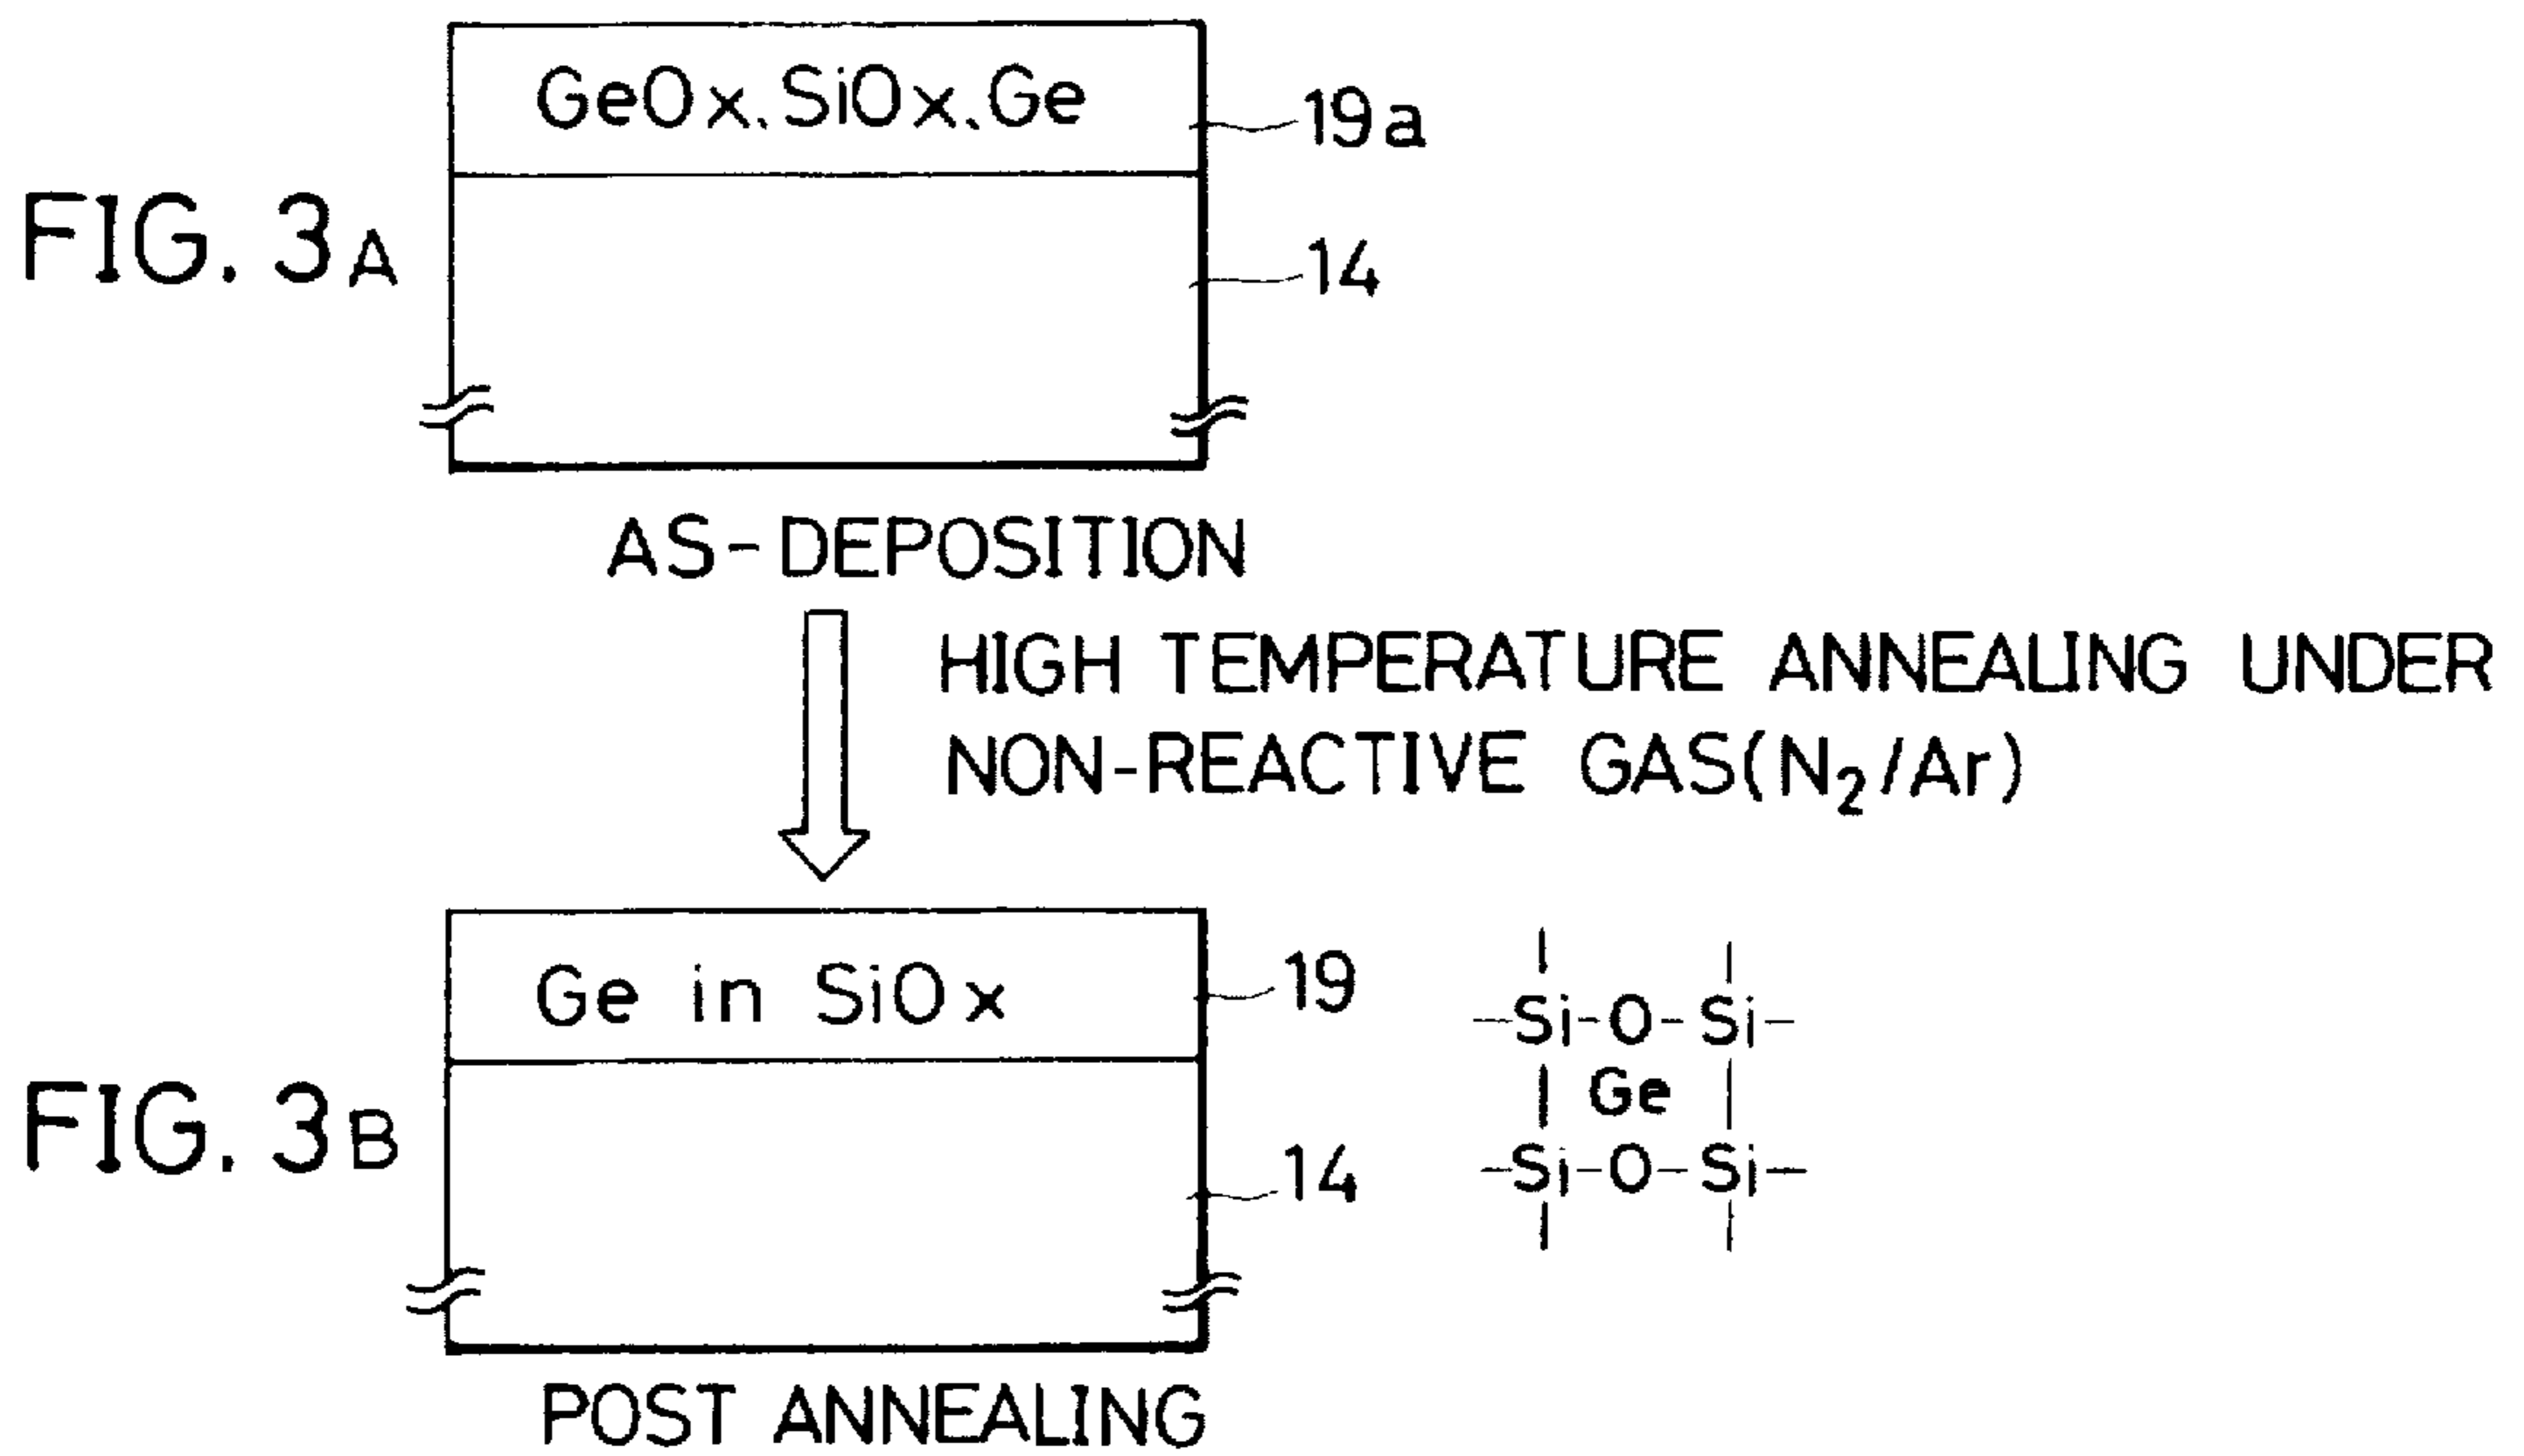 GeOx、SiOx、Ge
19a
FIG. 3A
14
AS-DEPOSITION
HIGH TEMPERATURE ANNEALING UNDER
NON-REACTIVE GAS(N₂/Ar)
Ge in SiOx
19
-Si-O-Si-
Ge
FIG. 3B
14
-Si-O-Si-
POST ANNEALING